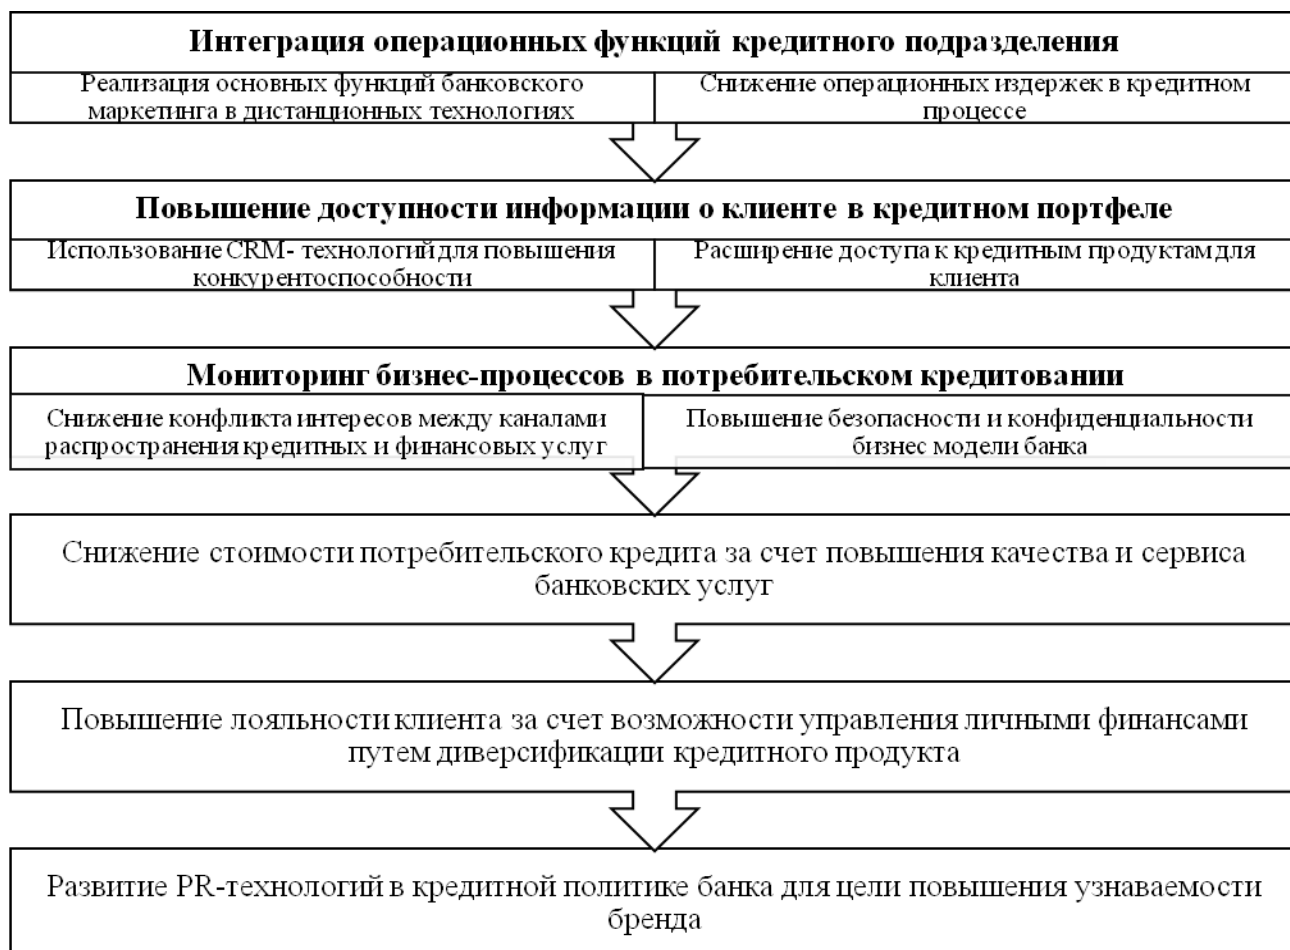 Интеграция операционных функций кредитного подразделения
Реализация основных функций банковского
маркетинга в дистанционных технологиях
Снижение операционных издержек в кредитном
процессе
Повышение доступности информации о клиенте в кредитном портфеле
Использование CRM- технологий для повышения
конкурентоспособности
Расширение доступа к кредитным продуктам для
клиента
Мониторинг бизнес-процессов в потребительском кредитовании
Снижение конфликта интересов между каналами
распространения кредитных и финансовых услуг
Повышение безопасности и конфиденциальности
бизнес модели банка
Снижение стоимости потребительского кредита за счет повышения качества и сервиса
банковских услуг
Повышение лояльности клиента за счет возможности управления личными финансами
путем диверсификации кредитного продукта
Развитие PR-технологий в кредитной политике банка для цели повышения узнаваемости
бренда